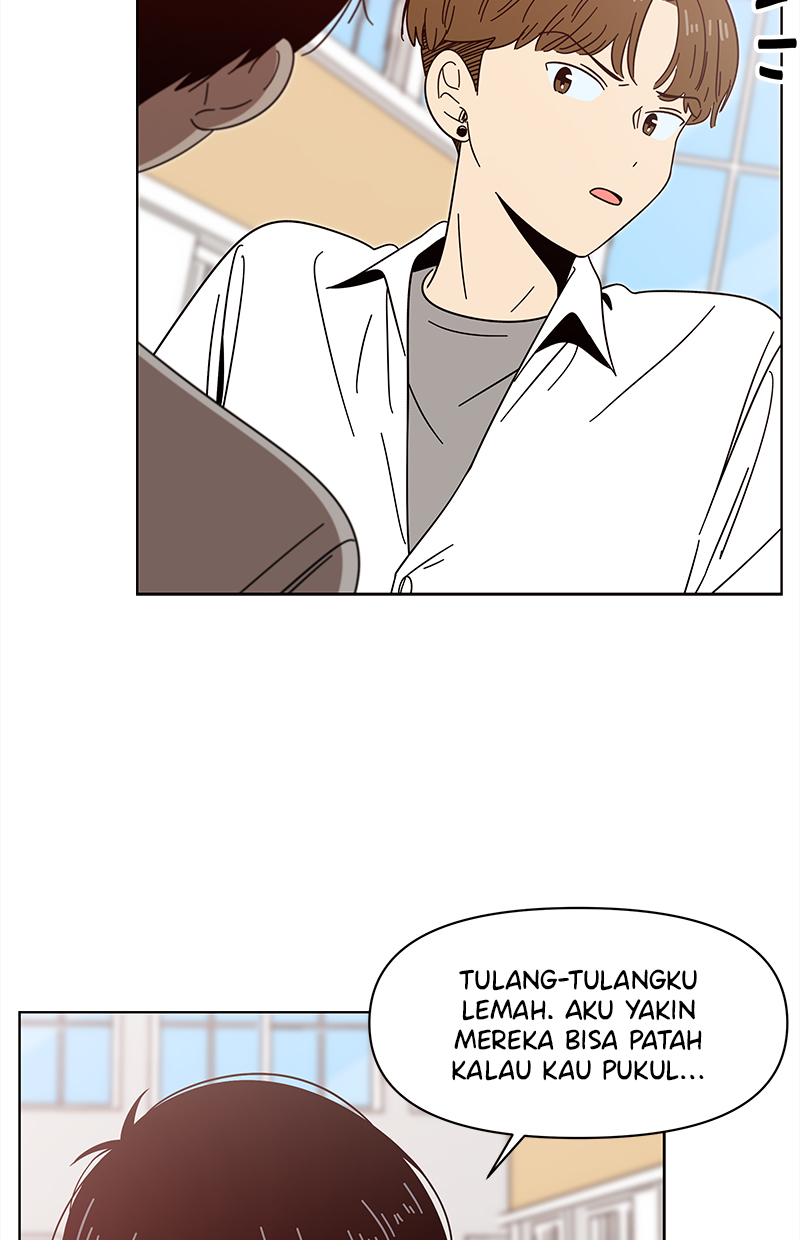 TULANG-TULANGKU
LEMAH. AKU YAKIN
MEREKA BISA PATAH
KALAU KAU PUKUL...